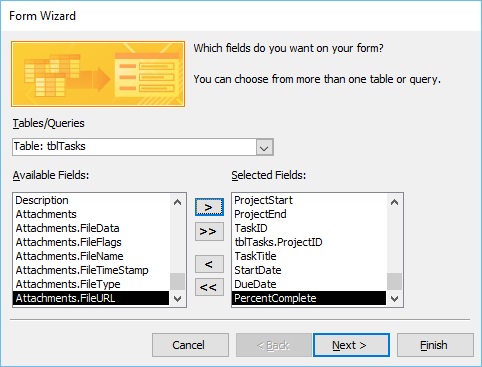 Form Wizard
Which fields do you want on your form?
You can choose from more than one table or query.
Tables/Queries
Table: tblTasks
Available Fields:
Description
Attachments
Attachments.FileData
Attachments.FileFlags
Attachments.FileName
Attachments.FileTimeStamp
Attachments.FileType
Attachments.FileURL
>
>>
<
<<
Selected Fields:
ProjectStart
ProjectEnd
TaskID
tblTasks.ProjectID
TaskTitle
StartDate
DueDate
PercentComplete
Cancel
< Back
Next >
Finish